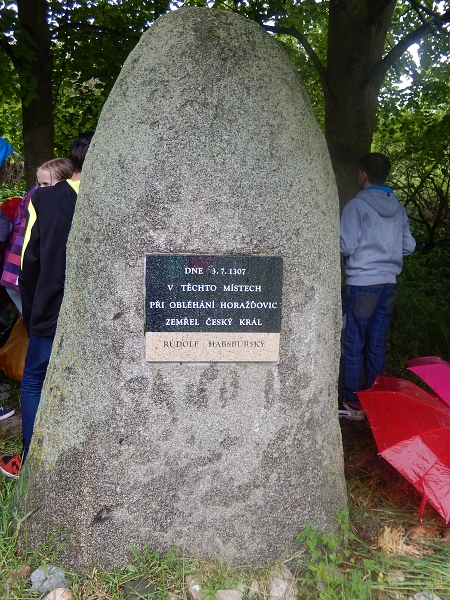 DNE 3.7.1307
V TĚCHTO MÍSTECH
PŘI OBLÉHÁNÍ HORAŽĎOVIC
ZEMŘEL ČESKÝ KRÁL
RUDOLF HABSBURSKÝ